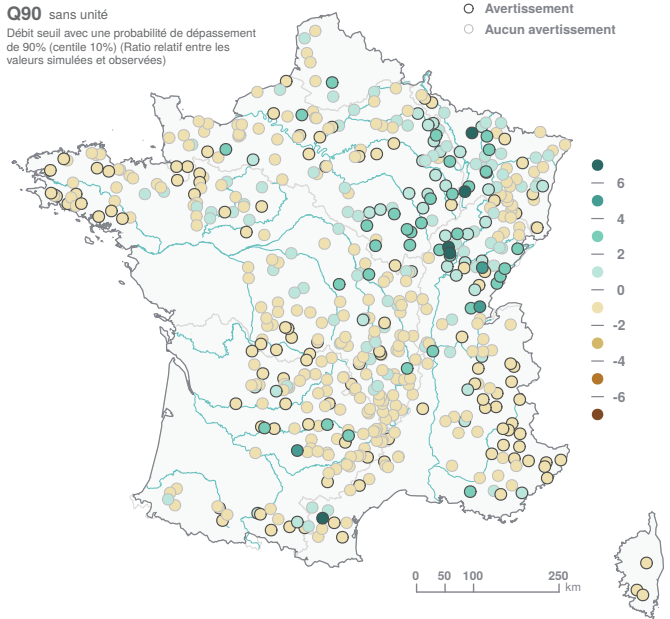 Q90 sans unité
Débit seuil avec une probabilité de dépassement
de 90% (centile 10%) (Ratio relatif entre les
valeurs simulées et observées)
Avertissement
Aucun avertissement
6
4
2
0
-2
-4
-6
0 50 100 250
km